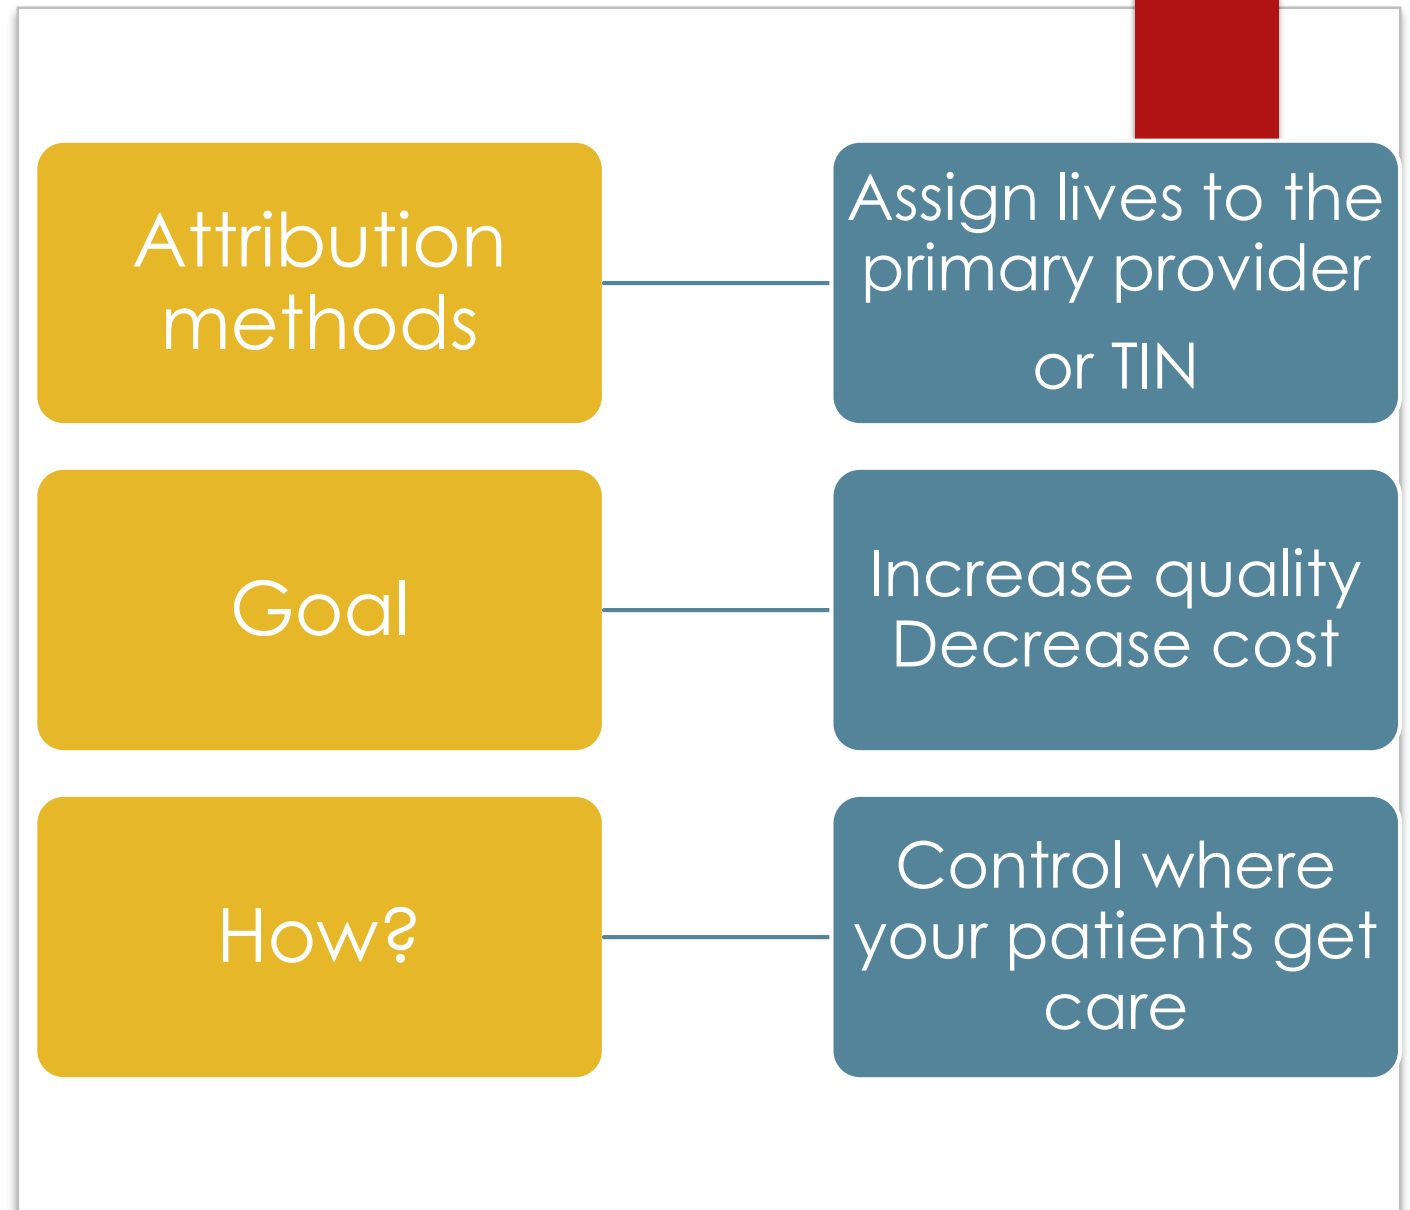 Attribution
methods
Assign lives to the
primary provider
or TIN
Goal
Increase quality
Decrease cost
How?
Control where
your patients get
care